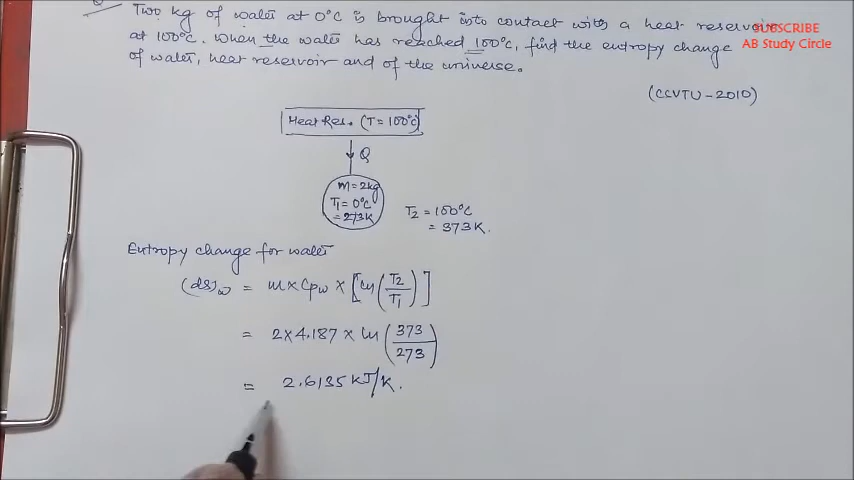 Q Two kg of water at 0°C is brought into contact with a heat reservoir
at 100°C. When the water has reached 100°C, find the entropy change
of water, heat reservoir and of the universe.
SUBSCRIBE
AB Study Circle
(CSVTU-2010)
Heat Res. (T=100°C)
Q
m=2kg
T1=0°C
=273K
T2=100°C
=373K.
Entropy change for water
(ds)w = m×Cpw×[ln(T2/T1)]
= 2×4.187×ln(373/273)
= 2.6135 kJ/K.